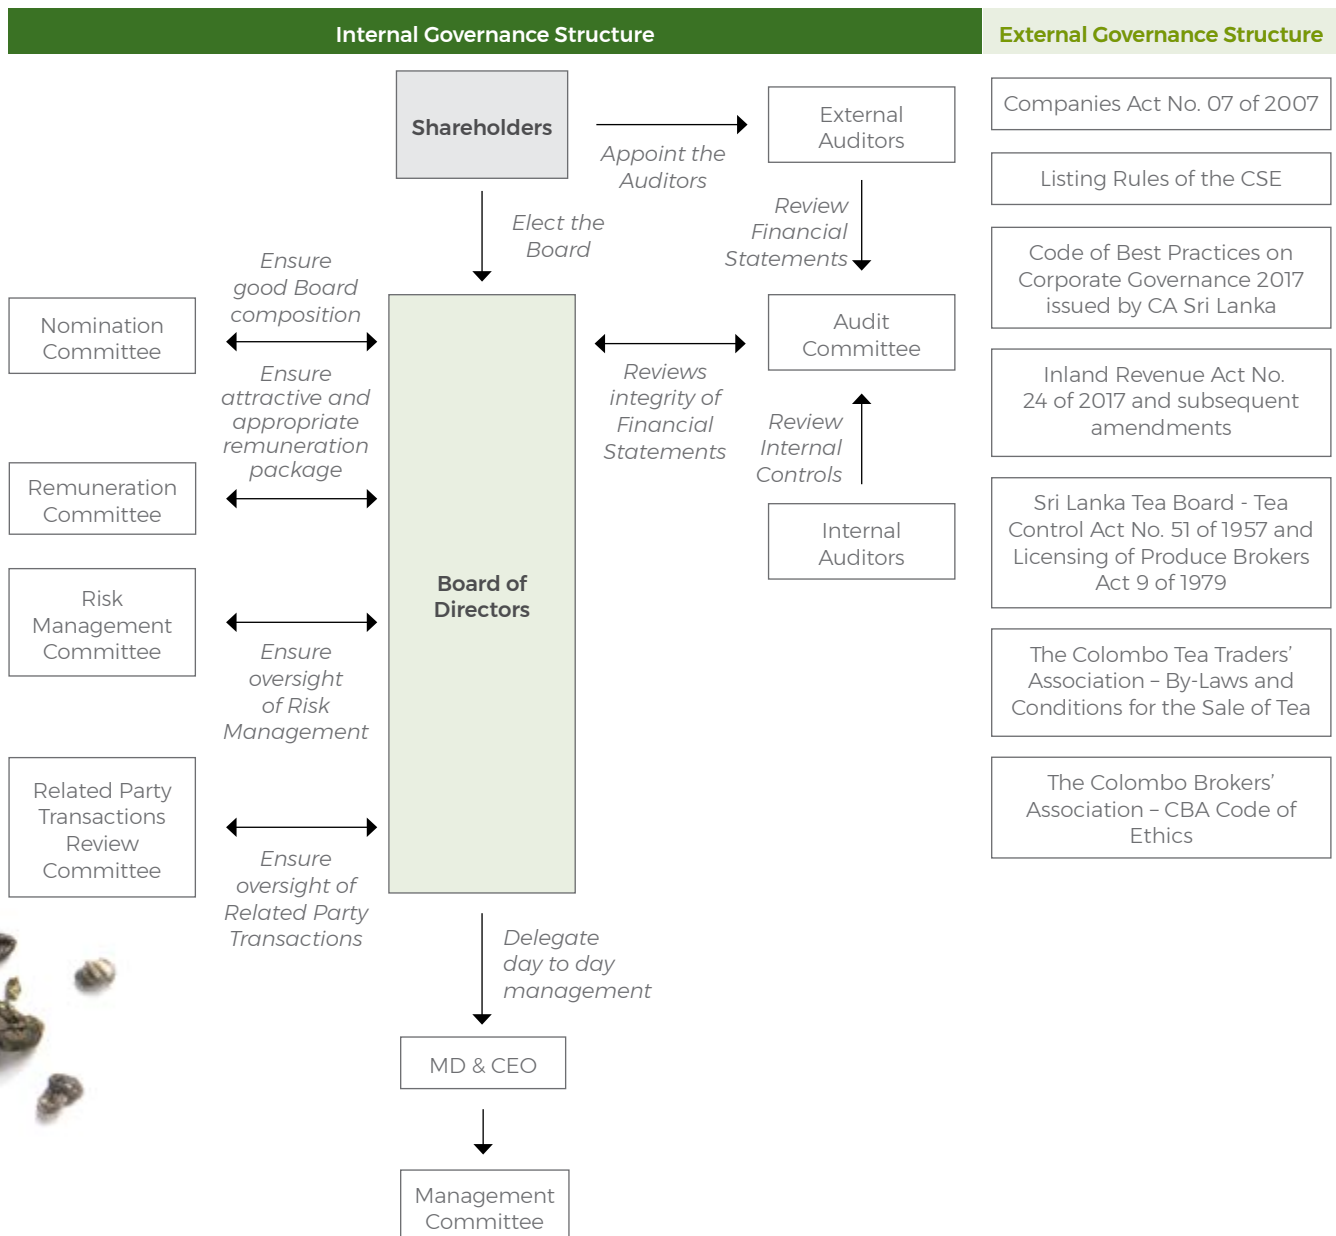 Internal Governance Structure
External Governance Structure
Shareholders
Appoint the
Auditors
External
Auditors
Elect the
Board
Review
Financial
Statements
Ensure
good Board
composition
Nomination
Committee
Ensure
attractive and
appropriate
remuneration
package
Remuneration
Committee
Risk
Management
Committee
Ensure
oversight
of Risk
Management
Related Party
Transactions
Review
Committee
Ensure
oversight of
Related Party
Transactions
Board of
Directors
Reviews
integrity of
Financial
Statements
Audit
Committee
Review
Internal
Controls
Internal
Auditors
Delegate
day to day
management
MD & CEO
Management
Committee
Companies Act No. 07 of 2007
Listing Rules of the CSE
Code of Best Practices on
Corporate Governance 2017
issued by CA Sri Lanka
Inland Revenue Act No.
24 of 2017 and subsequent
amendments
Sri Lanka Tea Board - Tea
Control Act No. 51 of 1957 and
Licensing of Produce Brokers
Act 9 of 1979
The Colombo Tea Traders’
Association – By-Laws and
Conditions for the Sale of Tea
The Colombo Brokers’
Association – CBA Code of
Ethics